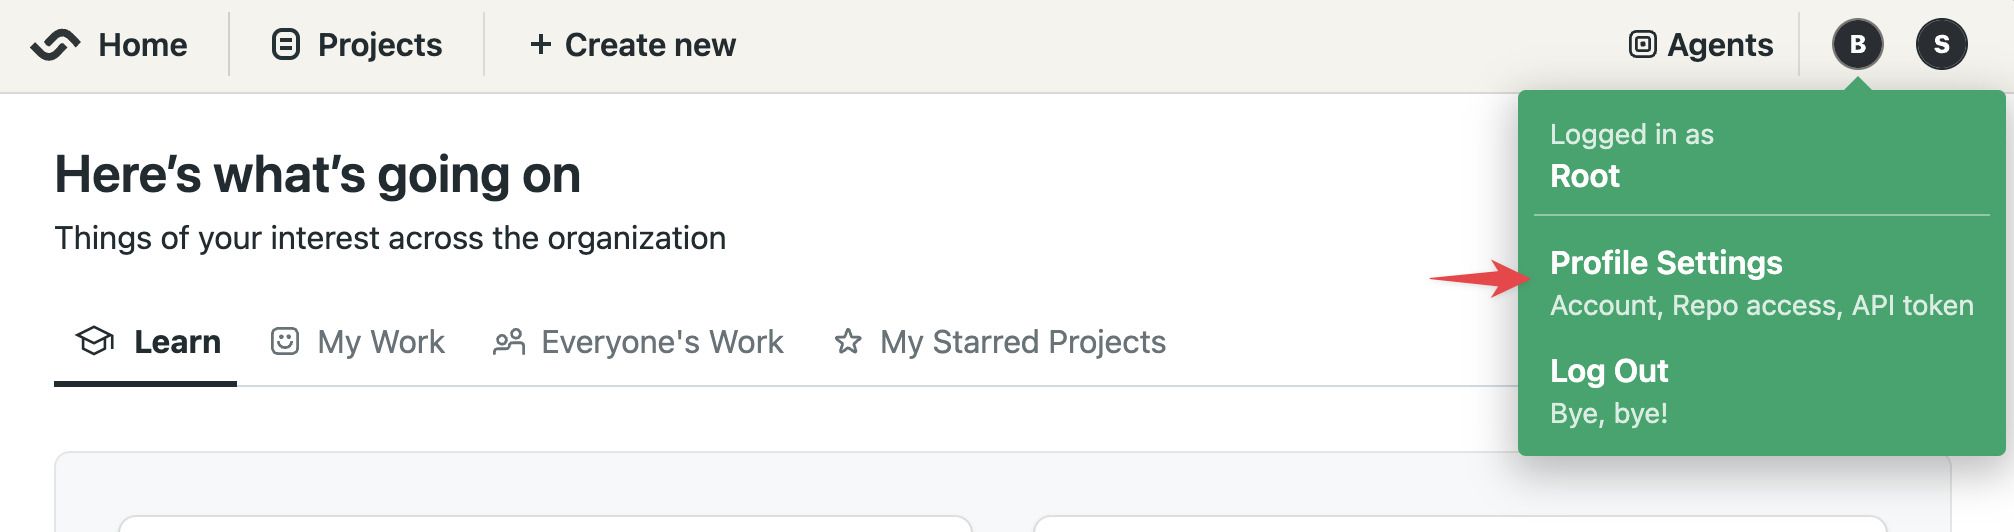 Home
Projects
+ Create new
Agents
B
S
Logged in as
Root
Profile Settings
Account, Repo access, API token
Log Out
Bye, bye!
Here’s what’s going on
Things of your interest across the organization
Learn
My Work
Everyone's Work
My Starred Projects